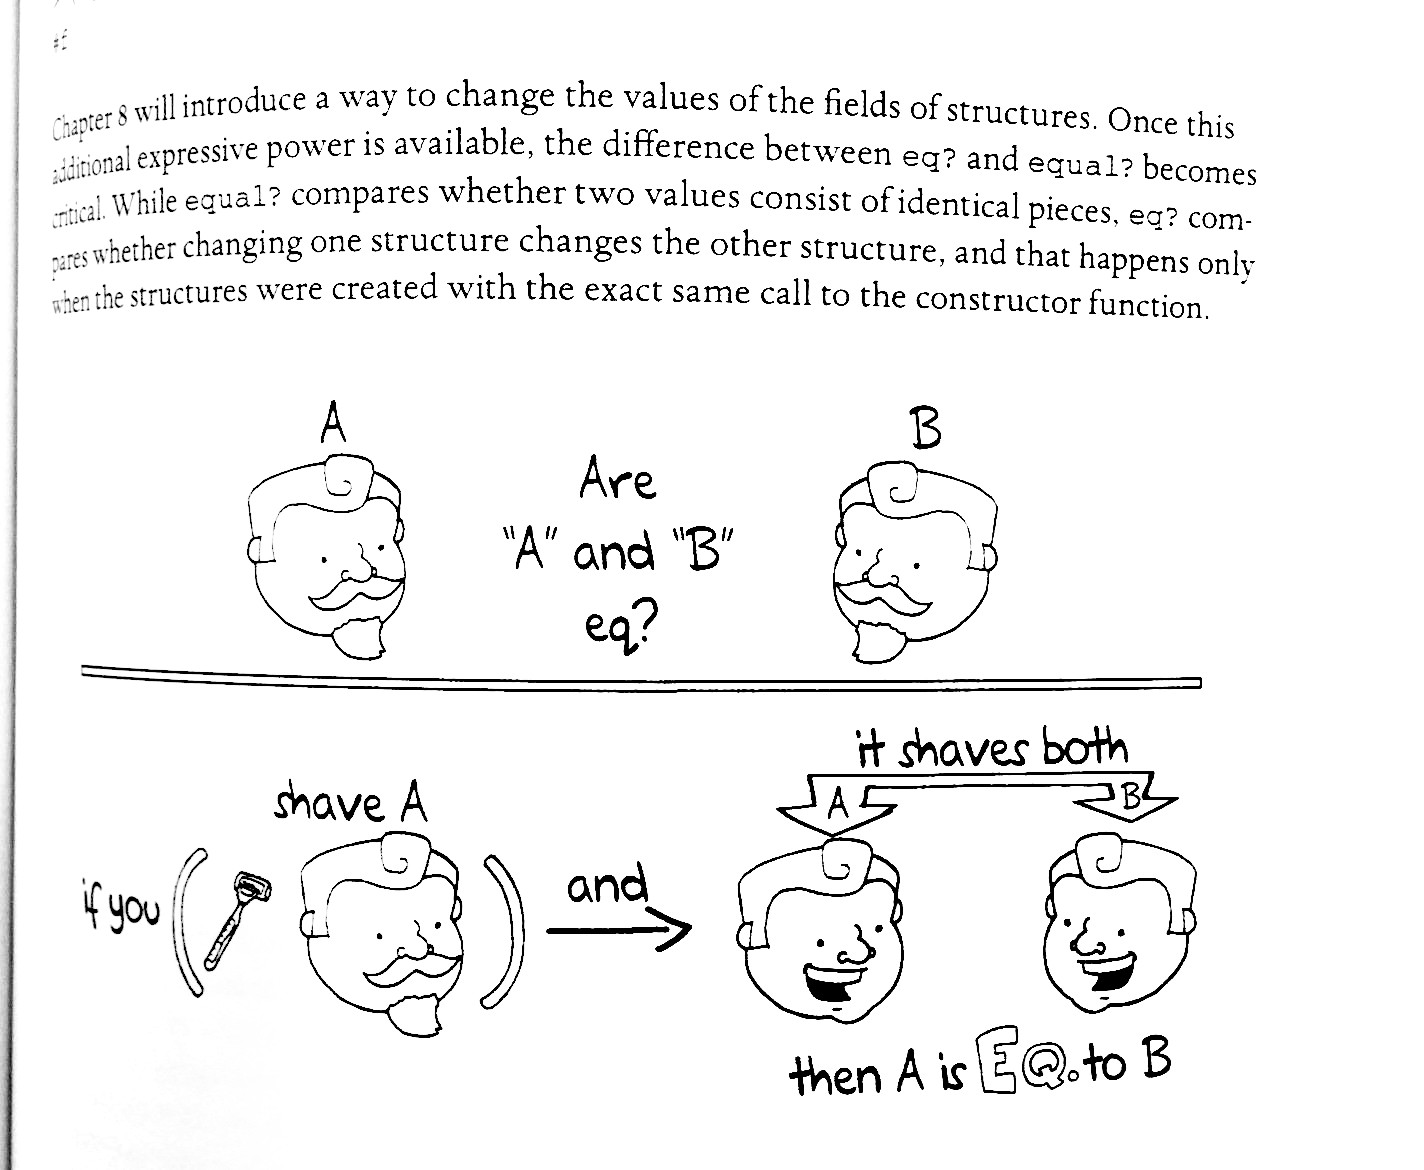 #f
Chapter 8 will introduce a way to change the values of the fields of structures. Once this
additional expressive power is available, the difference between eq? and equal? becomes
critical. While equal? compares whether two values consist of identical pieces, eq? com-
pares whether changing one structure changes the other structure, and that happens only
when the structures were created with the exact same call to the constructor function.
A
B
Are
"A" and "B"
eq?
it shaves both
shave A
A
B
if you
and
then A is EQ. to B